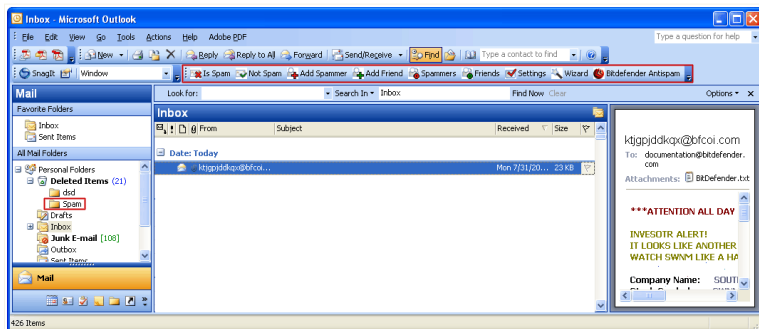 Inbox - Microsoft Outlook
File Edit View Go Tools Actions Help Adobe PDF Type a question for help
New Reply Reply to All Forward Send/Receive Find Type a contact to find
SnagIt Window Is Spam Not Spam Add Spammer Add Friend Spammers Friends Settings Wizard Bitdefender Antispam
Mail
Look for: Search In Inbox Find Now Clear Options
Favorite Folders
Inbox
Sent Items
All Mail Folders
Personal Folders
Deleted Items (21)
dsd
Spam
Drafts
Inbox
Junk E-mail [108]
Outbox
Sent Items
Mail
426 Items
Inbox
From Subject Received Size
Date: Today
ktjgpjddkqx@bfcoi... Mon 7/31/20... 23 KB
ktjgpjddkqx@bfcoi.com
To: documentation@bitdefender.
com
Attachments: BitDefender.txt
***ATTENTION ALL DAY
INVESOTR ALERT!
IT LOOKS LIKE ANOTHER
WATCH SWNM LIKE A HA
Company Name: SOUTI